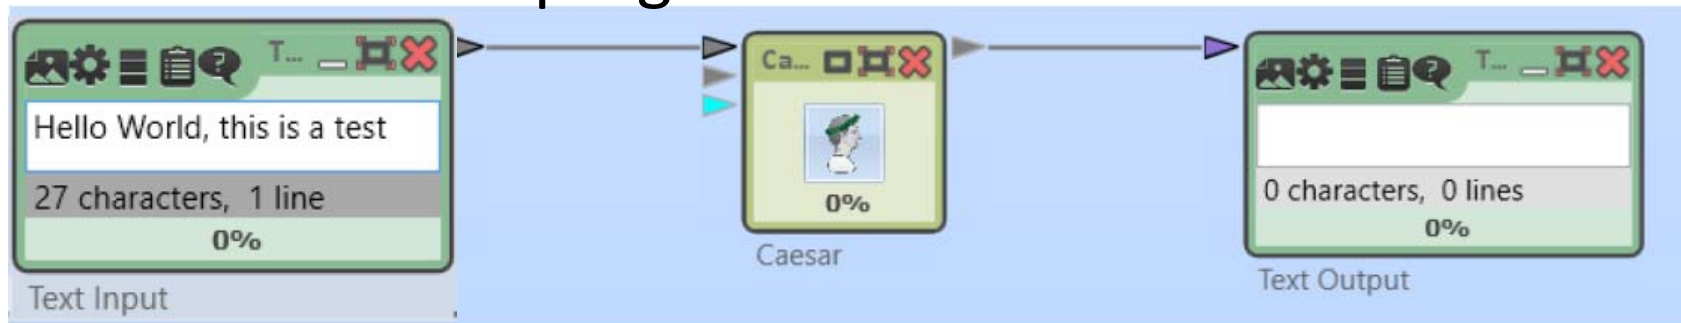 T...
Hello World, this is a test
27 characters, 1 line
0%
Text Input
Ca...
0%
Caesar
T...
0 characters, 0 lines
0%
Text Output